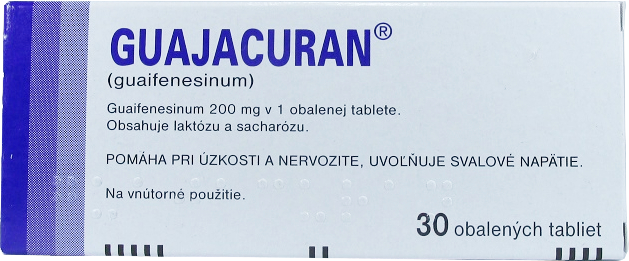 GUAJACURAN®
(guaifenesinum)
Guaifenesinum 200 mg v 1 obalenej tablete.
Obsahuje laktózu a sacharózu.
POMÁHA PRI ÚZKOSTI A NERVOZITE, UVOĽŇUJE SVALOVÉ NAPÄTIE.
Na vnútorné použitie.
30 obalených tabliet